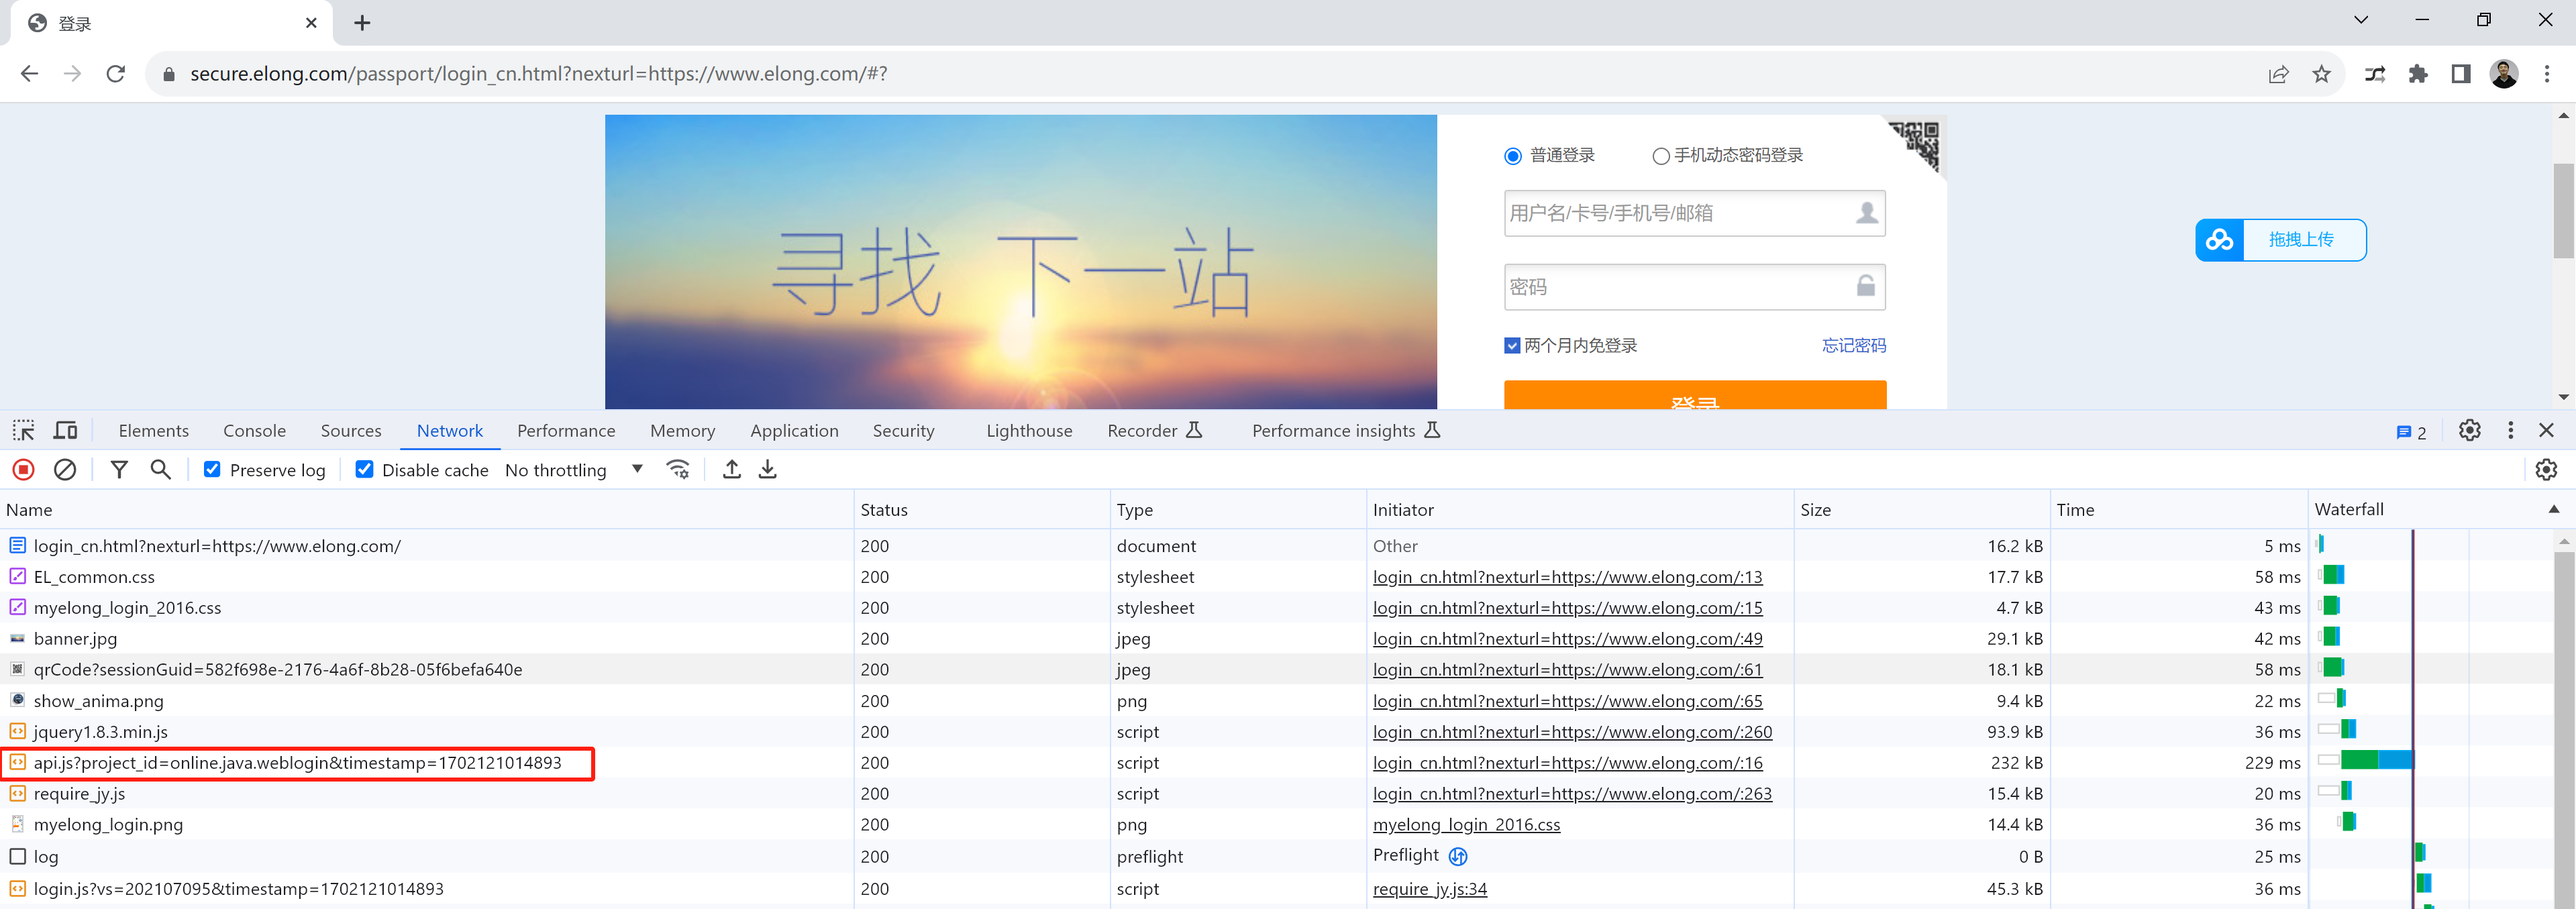 登录
secure.elong.com/passport/login_cn.html?nexturl=https://www.elong.com/#?
寻找 下一站
普通登录 手机动态密码登录
用户名/卡号/手机号/邮箱
密码
两个月内免登录 忘记密码
登录
拖拽上传
Elements Console Sources Network Performance Memory Application Security Lighthouse Recorder Performance insights 2
Preserve log Disable cache No throttling
Name Status Type Initiator Size Time Waterfall
login_cn.html?nexturl=https://www.elong.com/ 200 document Other 16.2 kB 5 ms
EL_common.css 200 stylesheet login_cn.html?nexturl=https://www.elong.com/:13 17.7 kB 58 ms
myelong_login_2016.css 200 stylesheet login_cn.html?nexturl=https://www.elong.com/:15 4.7 kB 43 ms
banner.jpg 200 jpeg login_cn.html?nexturl=https://www.elong.com/:49 29.1 kB 42 ms
qrCode?sessionGuid=582f698e-2176-4a6f-8b28-05f6befa640e 200 jpeg login_cn.html?nexturl=https://www.elong.com/:61 18.1 kB 58 ms
show_anima.png 200 png login_cn.html?nexturl=https://www.elong.com/:65 9.4 kB 22 ms
jquery1.8.3.min.js 200 script login_cn.html?nexturl=https://www.elong.com/:260 93.9 kB 36 ms
api.js?project_id=online.java.weblogin&timestamp=1702121014893 200 script login_cn.html?nexturl=https://www.elong.com/:16 232 kB 229 ms
require_jy.js 200 script login_cn.html?nexturl=https://www.elong.com/:263 15.4 kB 20 ms
myelong_login.png 200 png myelong_login_2016.css 14.4 kB 36 ms
log 200 preflight Preflight 0 B 25 ms
login.js?vs=202107095&timestamp=1702121014893 200 script require_jy.js:34 45.3 kB 36 ms